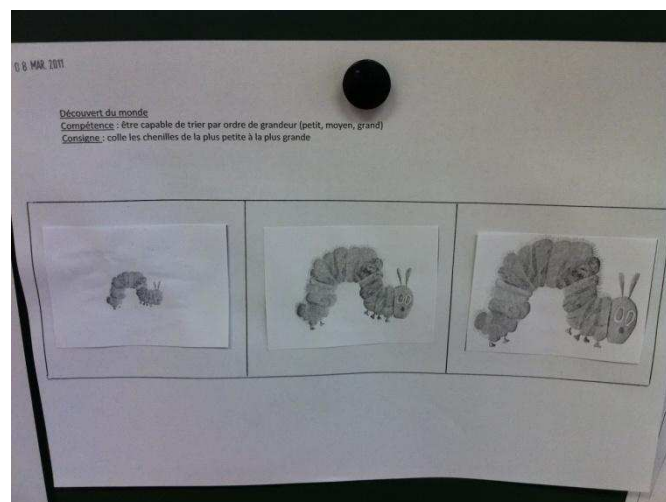 08 MAR. 2011
Découvert du monde
Compétence : être capable de trier par ordre de grandeur (petit, moyen, grand)
Consigne : colle les chenilles de la plus petite à la plus grande